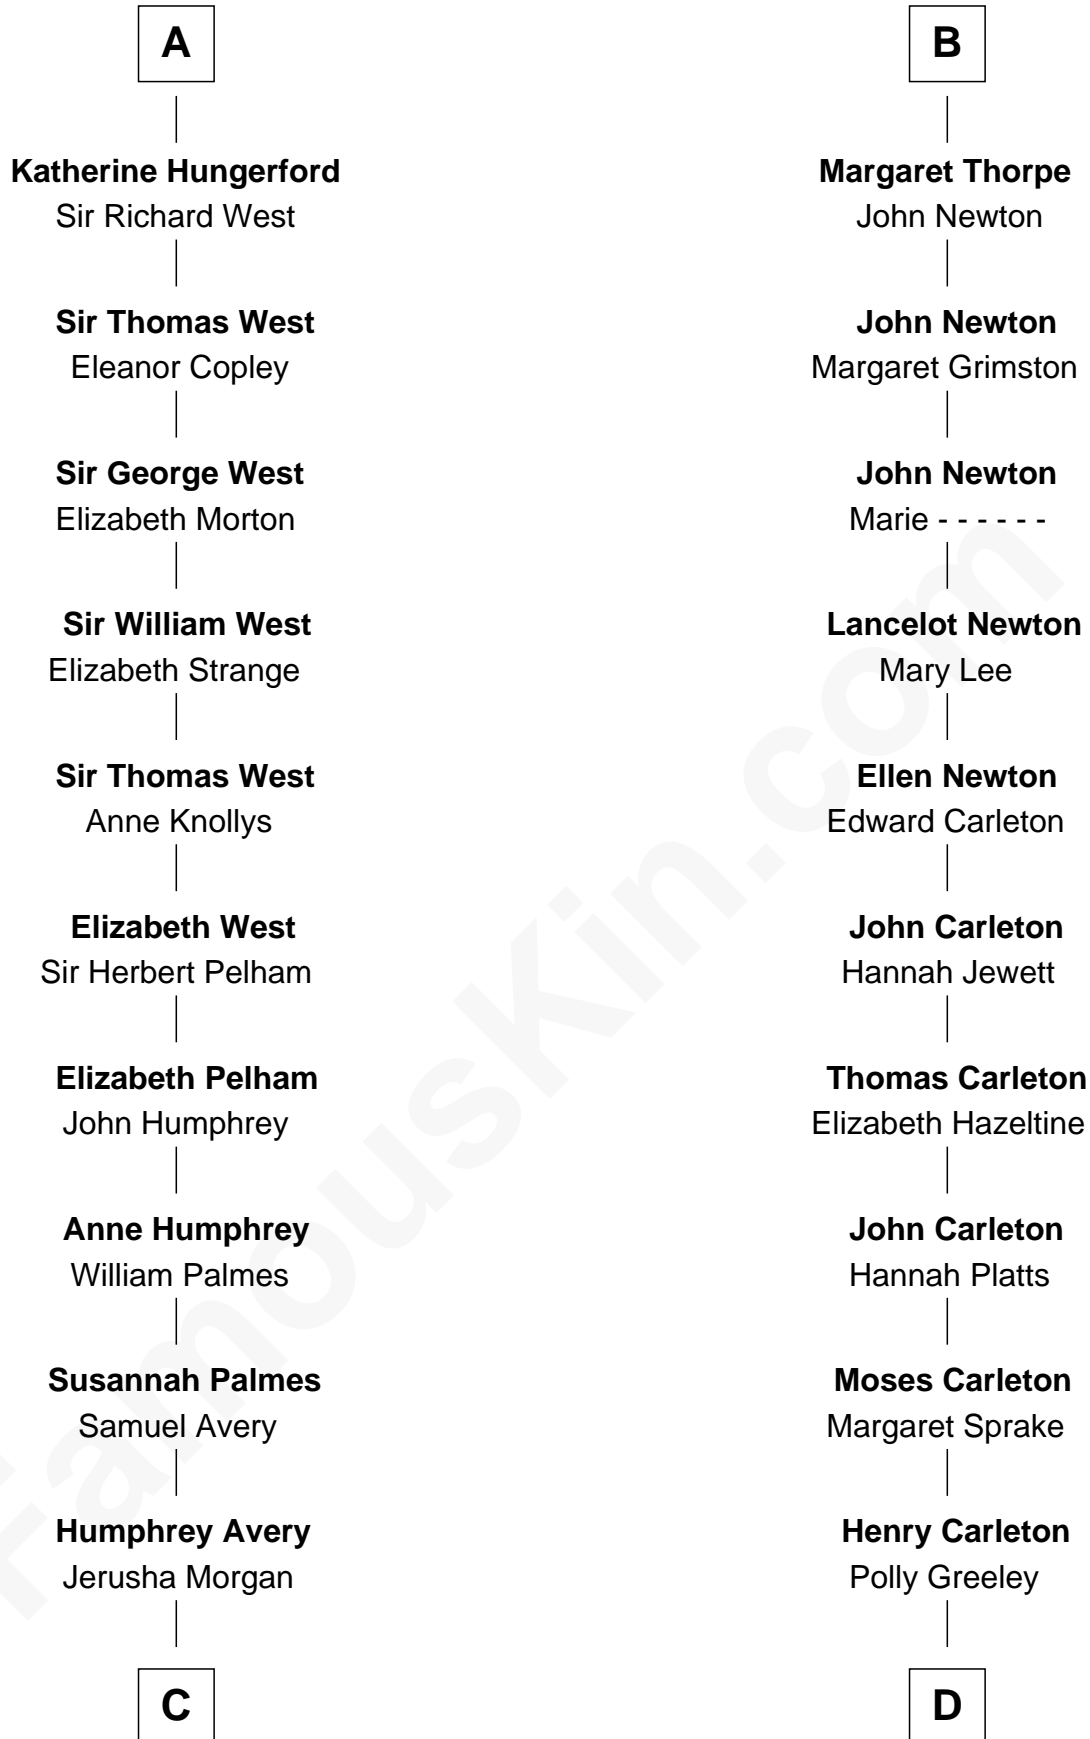 A
Katherine Hungerford
Sir Richard West
Sir Thomas West
Eleanor Copley
Sir George West
Elizabeth Morton
Sir William West
Elizabeth Strange
Sir Thomas West
Anne Knollys
Elizabeth West
Sir Herbert Pelham
Elizabeth Pelham
John Humphrey
Anne Humphrey
William Palmes
Susannah Palmes
Samuel Avery
Humphrey Avery
Jerusha Morgan
C
B
Margaret Thorpe
John Newton
John Newton
Margaret Grimston
John Newton
Marie - - - - - -
Lancelot Newton
Mary Lee
Ellen Newton
Edward Carleton
John Carleton
Hannah Jewett
Thomas Carleton
Elizabeth Hazeltine
John Carleton
Hannah Platts
Moses Carleton
Margaret Sprake
Henry Carleton
Polly Greeley
D
FamousKin.com